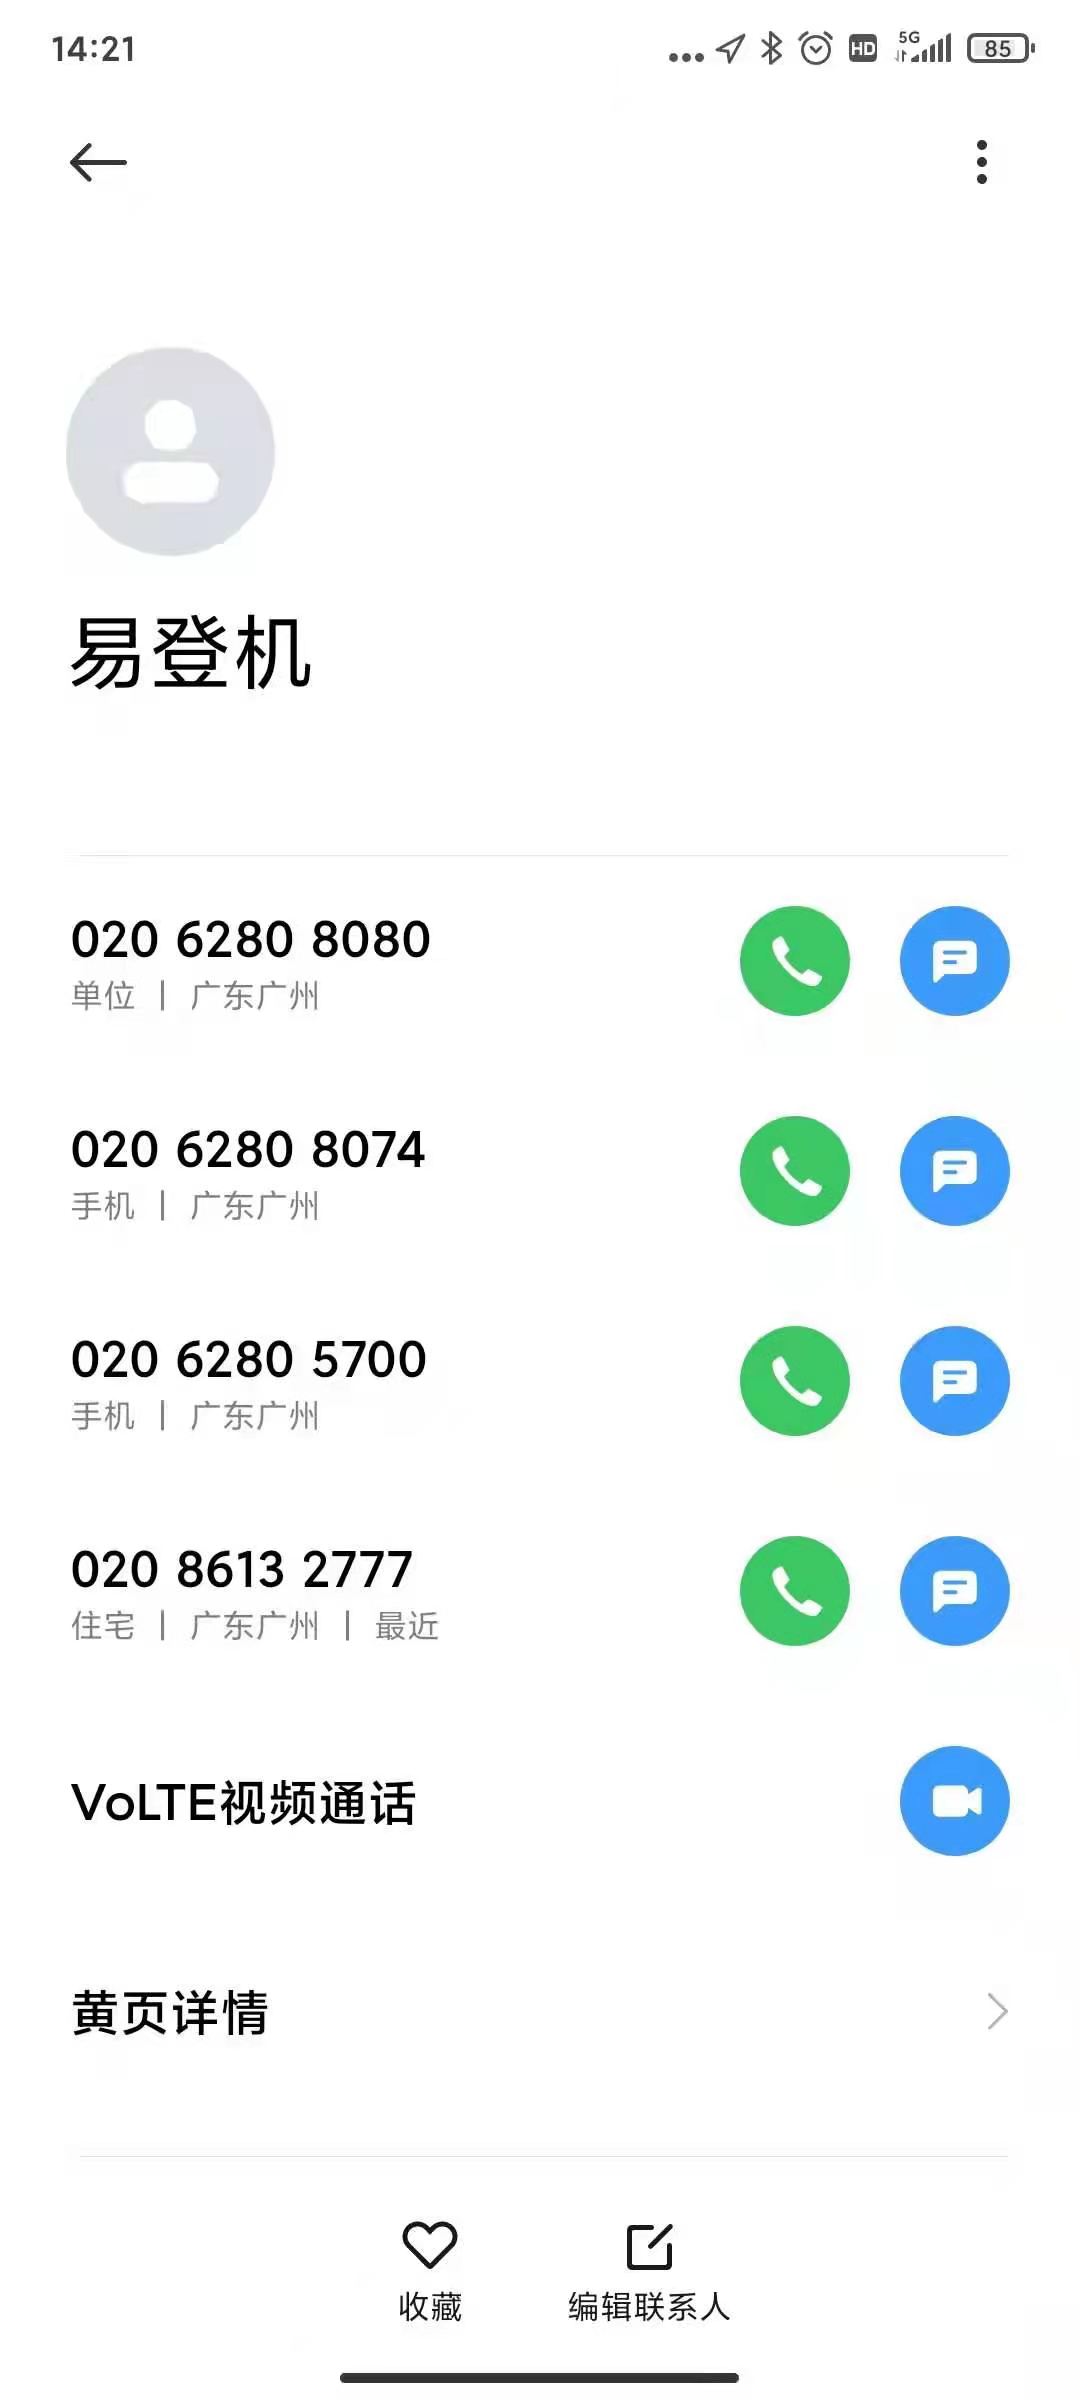 14:21
HD 5G 85
易登机
020 6280 8080
单位 | 广东广州
020 6280 8074
手机 | 广东广州
020 6280 5700
手机 | 广东广州
020 8613 2777
住宅 | 广东广州 | 最近
VoLTE视频通话
黄页详情
收藏 编辑联系人